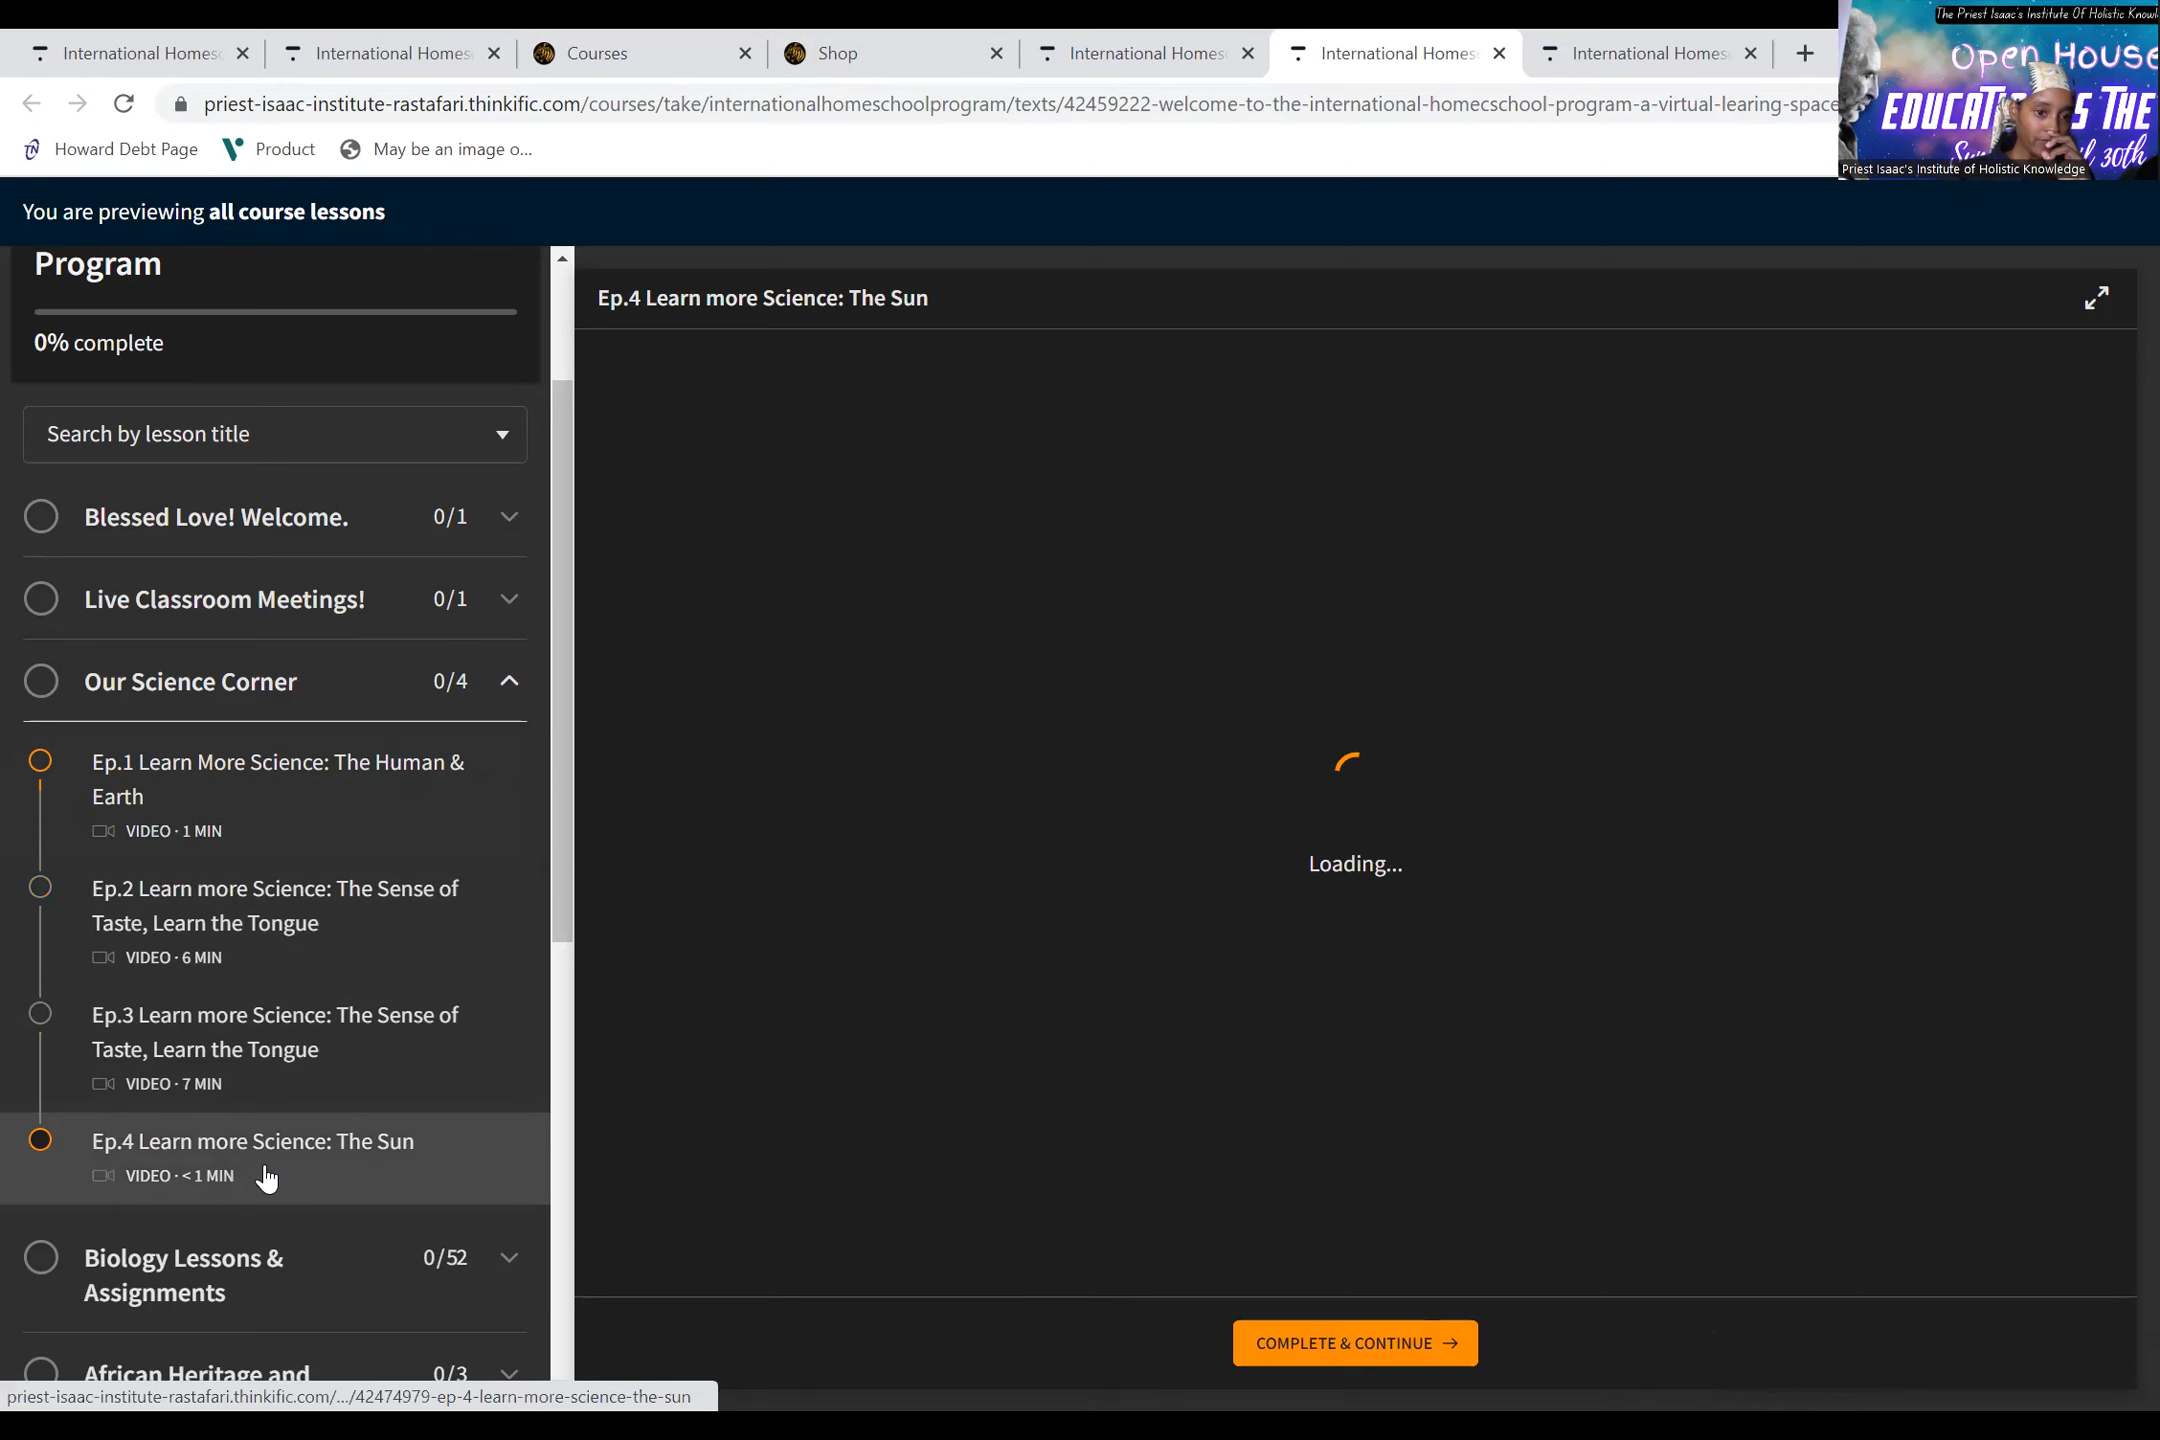 The Priest Isaac's Institute Of Holistic
International Homes
International Homes
Courses
Shop
International Homes
International Homes
International Homes
priest-isaac-institute-rastafari.thinkific.com/courses/take/internationalhomeschoolprogram/texts/42459222-welcome-to-the-international-homecschool-program-a-virtual-learing-space
Open House
EDUCAT S THE
30th
Priest Isaac's Institute of Holistic Knowledge
Howard Debt Page
Product
May be an image o...
You are previewing all course lessons
Program
0% complete
Search by lesson title
Blessed Love! Welcome. 0/1
Live Classroom Meetings! 0/1
Our Science Corner 0/4
Ep.1 Learn More Science: The Human &
Earth
VIDEO · 1 MIN
Ep.2 Learn more Science: The Sense of
Taste, Learn the Tongue
VIDEO · 6 MIN
Ep.3 Learn more Science: The Sense of
Taste, Learn the Tongue
VIDEO · 7 MIN
Ep.4 Learn more Science: The Sun
VIDEO · < 1 MIN
Biology Lessons & 0/52
Assignments
African Heritage and 0/3
priest-isaac-institute-rastafari.thinkific.com/.../42474979-ep-4-learn-more-science-the-sun
Ep.4 Learn more Science: The Sun
Loading...
COMPLETE & CONTINUE →